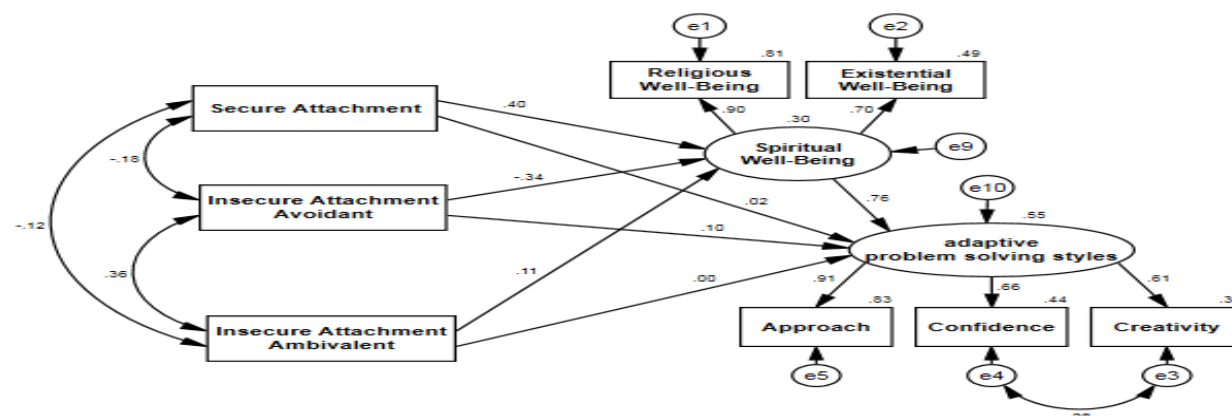 e1
e2
.81
.49
Religious
Well-Being
Existential
Well-Being
Secure Attachment
.40
.90
.30
.70
Spiritual
Well-Being
e9
-.18
-.34
.76
e10
Insecure Attachment
Avoidant
.02
.55
-.12
.10
adaptive
problem solving styles
.36
.11
.00
.91
.66
.61
.83
.44
.3
Insecure Attachment
Ambivalent
Approach
Confidence
Creativity
e5
e4
e3